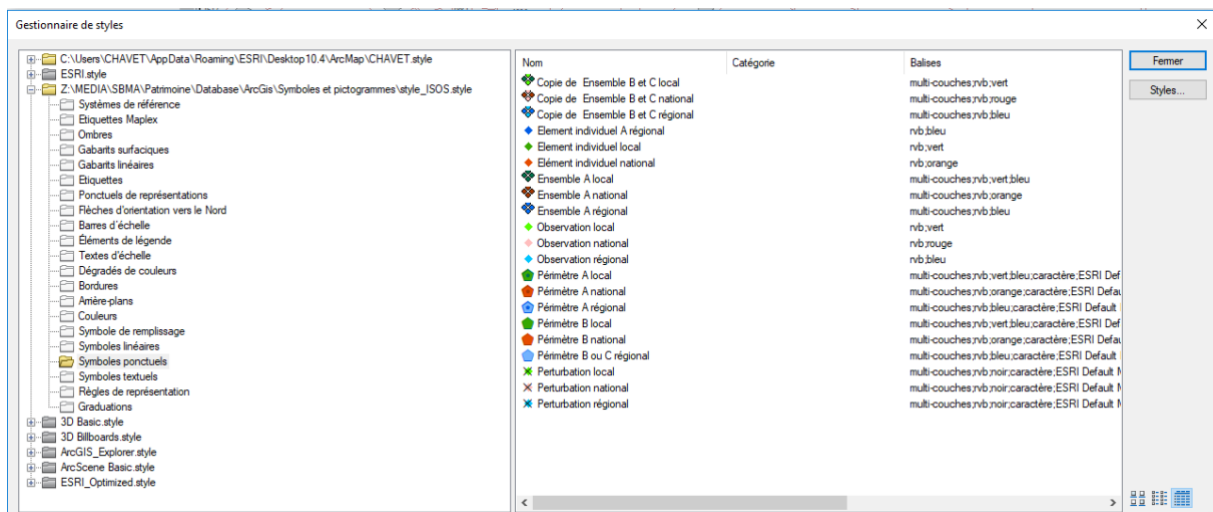 Gestionnaire de styles
C:\Users\CHAVET\AppData\Roaming\ESRI\Desktop10.4\ArcMap\CHAVET.style
ESRI.style
Z:\MEDIA\SBMA\Patrimoine\Database\ArcGis\Symboles et pictogrammes\style_ISOS.style
Systèmes de référence
Etiquettes Maplex
Ombres
Gabarits surfaciques
Gabarits linéaires
Etiquettes
Ponctuels de représentations
Flèches d'orientation vers le Nord
Barres d'échelle
Éléments de légende
Textes d'échelle
Dégradés de couleurs
Bordures
Arrière-plans
Couleurs
Symbole de remplissage
Symboles linéaires
Symboles ponctuels
Symboles textuels
Règles de représentation
Graduations
3D Basic.style
3D Billboards.style
ArcGIS_Explorer.style
ArcScene Basic.style
ESRI_Optimized.style
Nom Catégorie Balises
Copie de Ensemble B et C local multi-couches;rvb;vert
Copie de Ensemble B et C national multi-couches;rvb;rouge
Copie de Ensemble B et C régional multi-couches;rvb;bleu
Element individuel A régional rvb;bleu
Element individuel local rvb;vert
Elément individuel national rvb;orange
Ensemble A local multi-couches;rvb;vert;bleu
Ensemble A national multi-couches;rvb;orange
Ensemble A régional multi-couches;rvb;bleu
Observation local rvb;vert
Observation national rvb;rouge
Observation régional rvb;bleu
Périmètre A local multi-couches;rvb;vert;bleu;caractère;ESRI Def
Périmètre A national multi-couches;rvb;orange;caractère;ESRI Defau
Périmètre A régional multi-couches;rvb;bleu;caractère;ESRI Default
Périmètre B local multi-couches;rvb;vert;bleu;caractère;ESRI Def
Périmètre B national multi-couches;rvb;orange;caractère;ESRI Defau
Périmètre B ou C régional multi-couches;rvb;bleu;caractère;ESRI Default
Perturbation local multi-couches;rvb;noir;caractère;ESRI Default M
Perturbation national multi-couches;rvb;noir;caractère;ESRI Default M
Perturbation régional multi-couches;rvb;noir;caractère;ESRI Default M
Fermer
Styles...